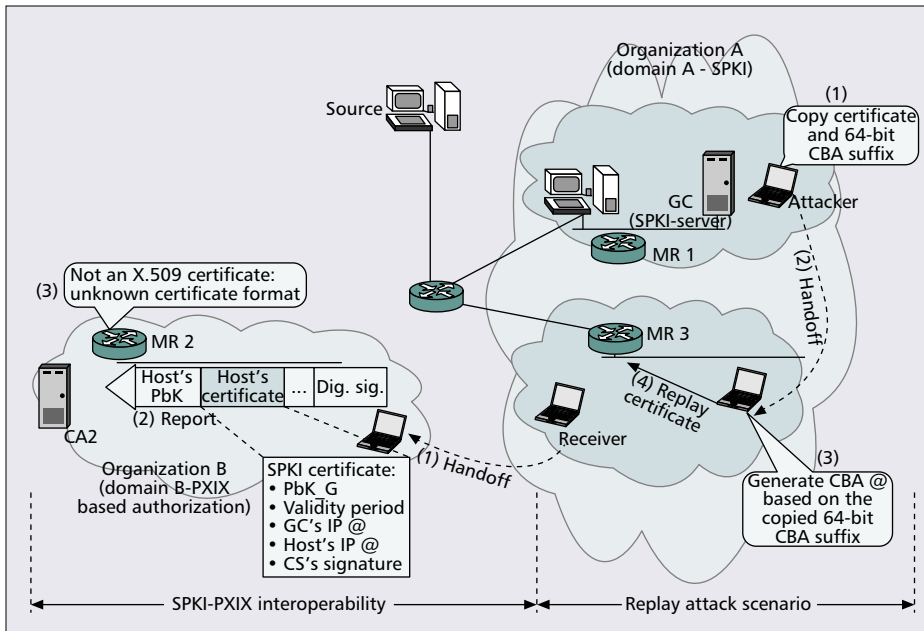 Organization A
(domain A - SPKI)
Source
(1)
Copy certificate
and 64-bit
CBA suffix
GC
(SPKI-server)
Attacker
MR 1
(2) Handoff
(3)
Not an X.509 certificate:
unknown certificate format
MR 2
MR 3
Host's
PbK
Host's
certificate
...
Dig. sig.
(2) Report
CA2
(4) Replay
certificate
Receiver
(1) Handoff
Organization B
(domain B-PXIX
based authorization)
SPKI certificate:
• PbK_G
• Validity period
• GC's IP @
• Host's IP @
• CS's signature
(3)
Generate CBA @
based on the
copied 64-bit
CBA suffix
SPKI-PXIX interoperability
Replay attack scenario